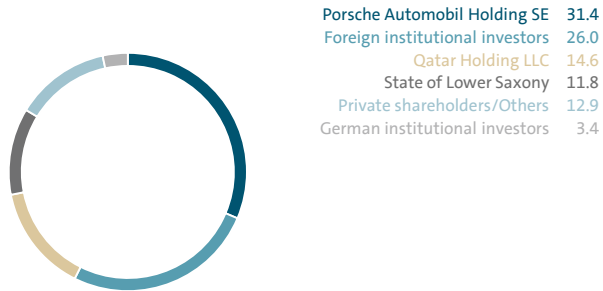 Porsche Automobil Holding SE 31.4
Foreign institutional investors 26.0
Qatar Holding LLC 14.6
State of Lower Saxony 11.8
Private shareholders/Others 12.9
German institutional investors 3.4